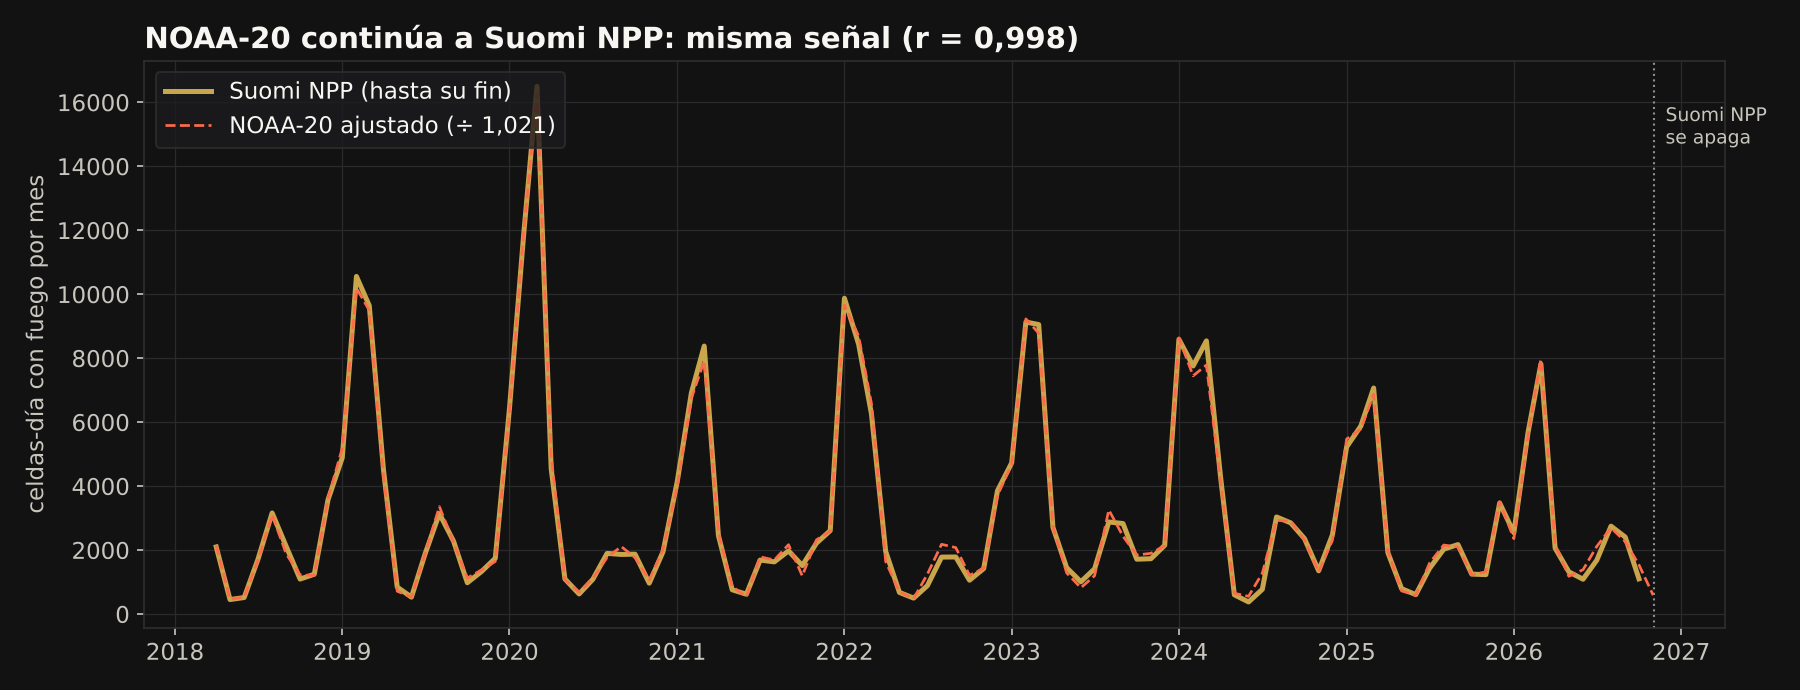 NOAA-20 continúa a Suomi NPP: misma señal (r = 0,998)
Suomi NPP (hasta su fin)
NOAA-20 ajustado (÷ 1,021)
Suomi NPP
se apaga
celdas-día con fuego por mes
16000
14000
12000
10000
8000
6000
4000
2000
0
2018 2019 2020 2021 2022 2023 2024 2025 2026 2027